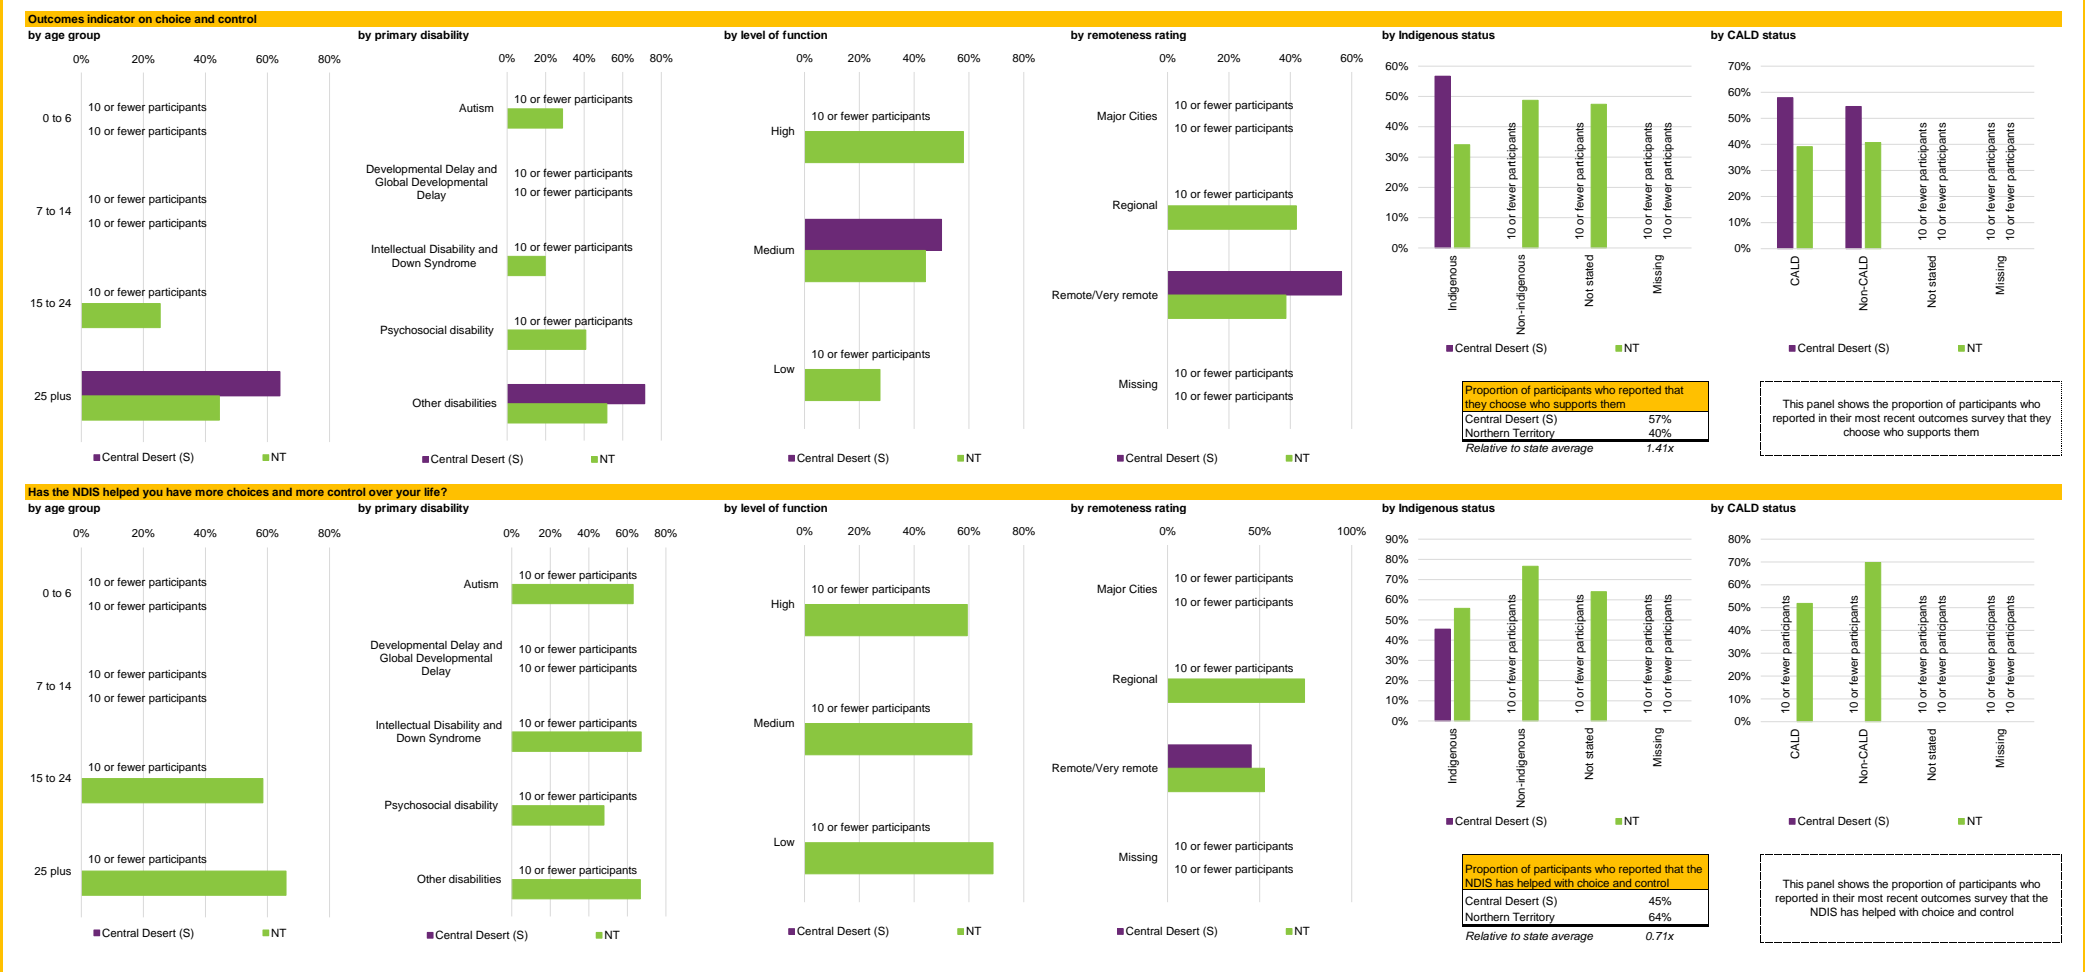 Outcomes indicator on choice and control
by age group
0% 20% 40% 60% 80%
0 to 6
10 or fewer participants
10 or fewer participants
7 to 14
10 or fewer participants
10 or fewer participants
15 to 24
10 or fewer participants
25 plus
Central Desert (S) NT
by primary disability
0% 20% 40% 60% 80%
Autism
10 or fewer participants
Developmental Delay and
Global Developmental
Delay
10 or fewer participants
10 or fewer participants
Intellectual Disability and
Down Syndrome
10 or fewer participants
Psychosocial disability
10 or fewer participants
Other disabilities
Central Desert (S) NT
by level of function
0% 20% 40% 60% 80%
High
10 or fewer participants
Medium
Low
10 or fewer participants
Central Desert (S) NT
by remoteness rating
0% 20% 40% 60%
Major Cities
10 or fewer participants
10 or fewer participants
Regional
10 or fewer participants
Remote/Very remote
Missing
10 or fewer participants
10 or fewer participants
Central Desert (S) NT
by Indigenous status
60%
50%
40%
30%
20%
10%
0%
10 or fewer participants
10 or fewer participants
10 or fewer participants
10 or fewer participants
Indigenous
Non-indigenous
Not stated
Missing
Central Desert (S) NT
Proportion of participants who reported that
they choose who supports them
Central Desert (S) 57%
Northern Territory 40%
Relative to state average 1.41x
by CALD status
70%
60%
50%
40%
30%
20%
10%
0%
10 or fewer participants
10 or fewer participants
10 or fewer participants
10 or fewer participants
CALD
Non-CALD
Not stated
Missing
Central Desert (S) NT
This panel shows the proportion of participants who
reported in their most recent outcomes survey that they
choose who supports them
Has the NDIS helped you have more choices and more control over your life?
by age group
0% 20% 40% 60% 80%
0 to 6
10 or fewer participants
10 or fewer participants
7 to 14
10 or fewer participants
10 or fewer participants
15 to 24
10 or fewer participants
25 plus
10 or fewer participants
Central Desert (S) NT
by primary disability
0% 20% 40% 60% 80%
Autism
10 or fewer participants
Developmental Delay and
Global Developmental
Delay
10 or fewer participants
10 or fewer participants
Intellectual Disability and
Down Syndrome
10 or fewer participants
Psychosocial disability
10 or fewer participants
Other disabilities
10 or fewer participants
Central Desert (S) NT
by level of function
0% 20% 40% 60% 80%
High
10 or fewer participants
Medium
10 or fewer participants
Low
10 or fewer participants
Central Desert (S) NT
by remoteness rating
0% 50% 100%
Major Cities
10 or fewer participants
10 or fewer participants
Regional
10 or fewer participants
Remote/Very remote
Missing
10 or fewer participants
10 or fewer participants
Central Desert (S) NT
by Indigenous status
90%
80%
70%
60%
50%
40%
30%
20%
10%
0%
10 or fewer participants
10 or fewer participants
10 or fewer participants
10 or fewer participants
Indigenous
Non-indigenous
Not stated
Missing
Central Desert (S) NT
Proportion of participants who reported that the
NDIS has helped with choice and control
Central Desert (S) 45%
Northern Territory 64%
Relative to state average 0.71x
by CALD status
80%
70%
60%
50%
40%
30%
20%
10%
0%
10 or fewer participants
10 or fewer participants
10 or fewer participants
10 or fewer participants
10 or fewer participants
10 or fewer participants
CALD
Non-CALD
Not stated
Missing
Central Desert (S) NT
This panel shows the proportion of participants who
reported in their most recent outcomes survey that the
NDIS has helped with choice and control